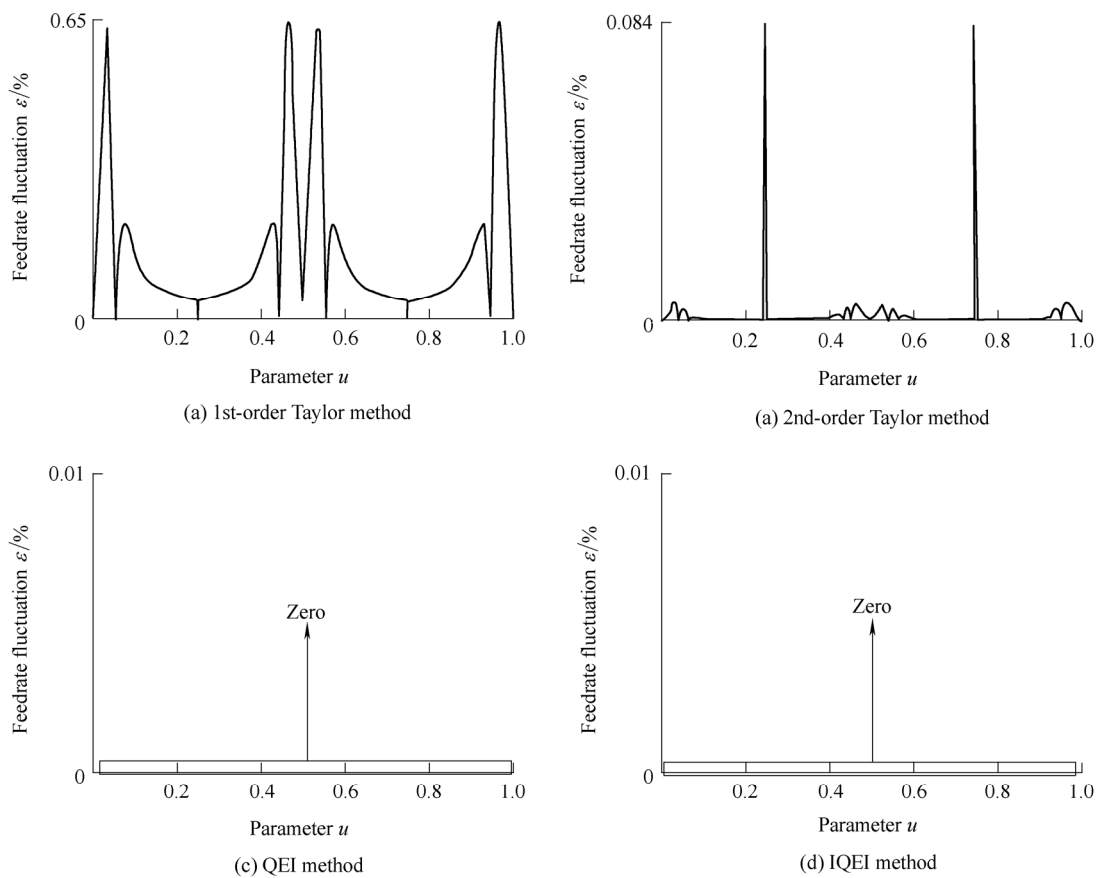 0.65
Feedrate fluctuation ε/%
0
0.2
0.4
0.6
0.8
1.0
Parameter u
(a) 1st-order Taylor method
0.084
Feedrate fluctuation ε/%
0
0.2
0.4
0.6
0.8
1.0
Parameter u
(a) 2nd-order Taylor method
0.01
Feedrate fluctuation ε/%
Zero
0
0.2
0.4
0.6
0.8
1.0
Parameter u
(c) QEI method
0.01
Feedrate fluctuation ε/%
Zero
0
0.2
0.4
0.6
0.8
1.0
Parameter u
(d) IQEI method